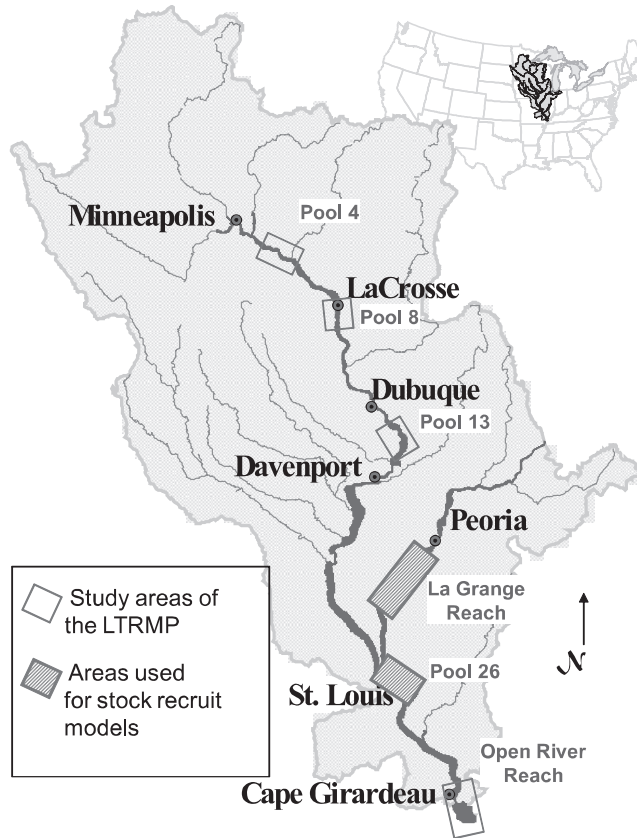 Minneapolis
Pool 4
LaCrosse
Pool 8
Dubuque
Pool 13
Davenport
Peoria
La Grange
Reach
Study areas of
the LTRMP
Areas used
for stock recruit
models
N
Pool 26
St. Louis
Open River
Reach
Cape Girardeau